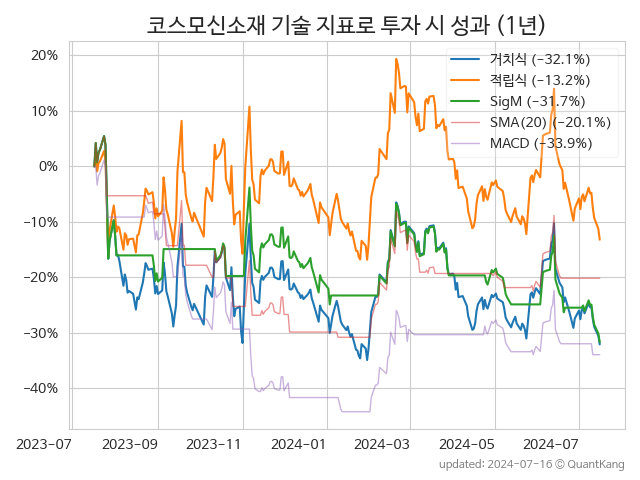 코스모신소재 기술 지표로 투자 시 성과 (1년)
거치식 (−32.1%)
적립식 (−13.2%)
SigM (−31.7%)
SMA(20) (−20.1%)
MACD (−33.9%)
20%
10%
0%
−10%
−20%
−30%
−40%
2023-07 2023-09 2023-11 2024-01 2024-03 2024-05 2024-07
updated: 2024-07-16 © QuantKang